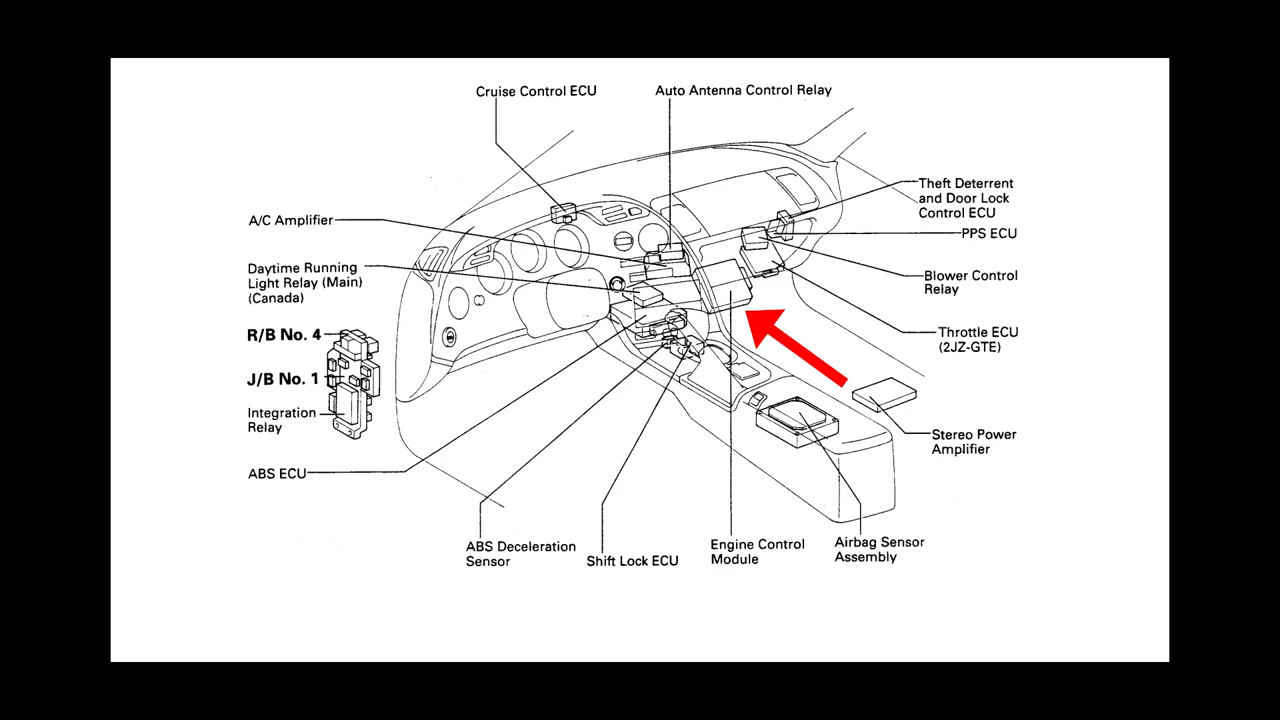 Cruise Control ECU
Auto Antenna Control Relay
Theft Deterrent
and Door Lock
Control ECU
A/C Amplifier
PPS ECU
Daytime Running
Light Relay (Main)
(Canada)
Blower Control
Relay
R/B No. 4
Throttle ECU
(2JZ-GTE)
J/B No. 1
Integration
Relay
Stereo Power
Amplifier
ABS ECU
ABS Deceleration
Sensor
Shift Lock ECU
Engine Control
Module
Airbag Sensor
Assembly